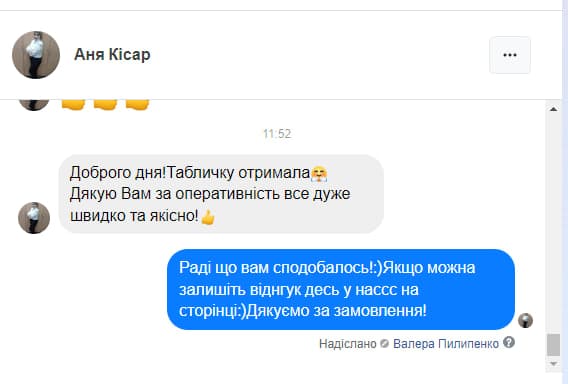 Аня Кісар
11:52
Доброго дня!Табличку отримала🤗
Дякую Вам за оперативність все дуже
швидко та якісно!👍
Раді що вам сподобалось!:)Якщо можна
залишіть віднгук десь у нассс на
сторінці:)Дякуємо за замовлення!
Надіслано Валера Пилипенко ?